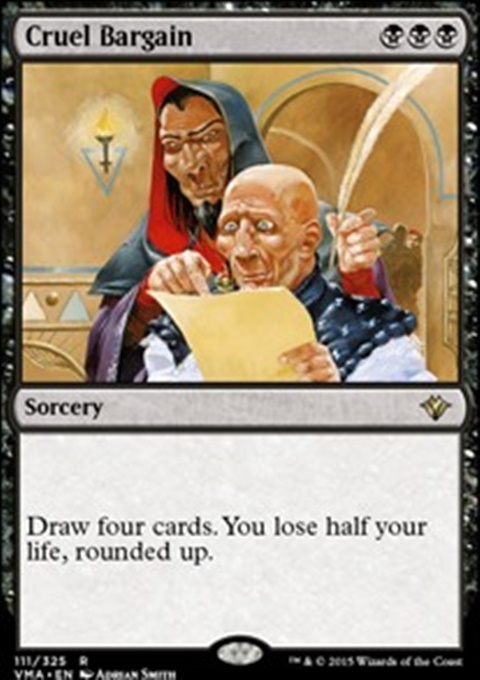 Cruel Bargain
Sorcery
Draw four cards. You lose half your
life, rounded up.
111/325 R
VMA • EN Adrian Smith
™ & © 2015 Wizards of the Coast